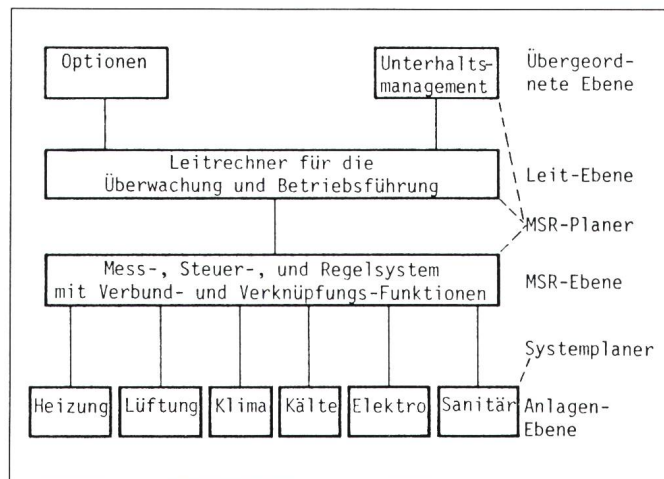 Optionen
Unterhalts-
management
Übergeord-
nete Ebene
Leitrechner für die
Überwachung und Betriebsführung
Leit-Ebene
MSR-Planer
Mess-, Steuer-, und Regelsystem
mit Verbund- und Verknüpfungs-Funktionen
MSR-Ebene
Systemplaner
Heizung
Lüftung
Klima
Kälte
Elektro
Sanitär
Anlagen-
Ebene